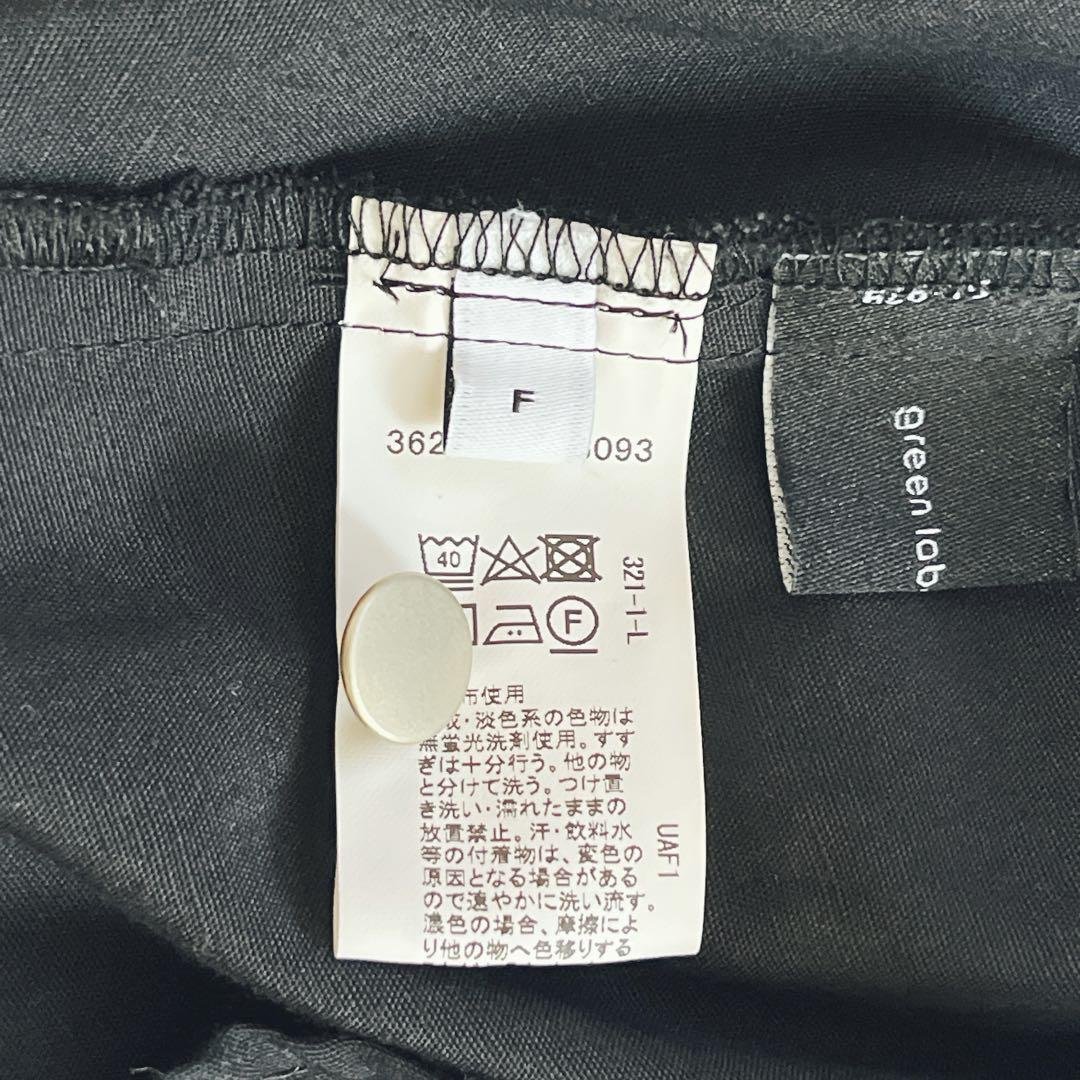 F
362
093
40
F
321-1-L
布使用
・淡色系の色物は
無蛍光洗剤使用。すす
ぎは十分行う。他の物
と分けて洗う。つけ置
き洗い・濡れたままの
放置禁止。汗・飲料水
等の付着物は、変色の
原因となる場合がある
ので速やかに洗い流す。
濃色の場合、摩擦によ
り他の物へ色移りする
UAF1
green lab